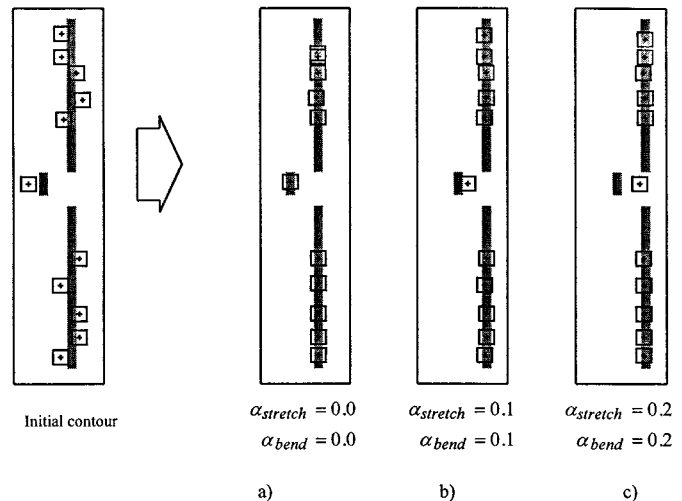 Initial contour
α_stretch = 0.0
α_bend = 0.0
α_stretch = 0.1
α_bend = 0.1
α_stretch = 0.2
α_bend = 0.2
a)
b)
c)